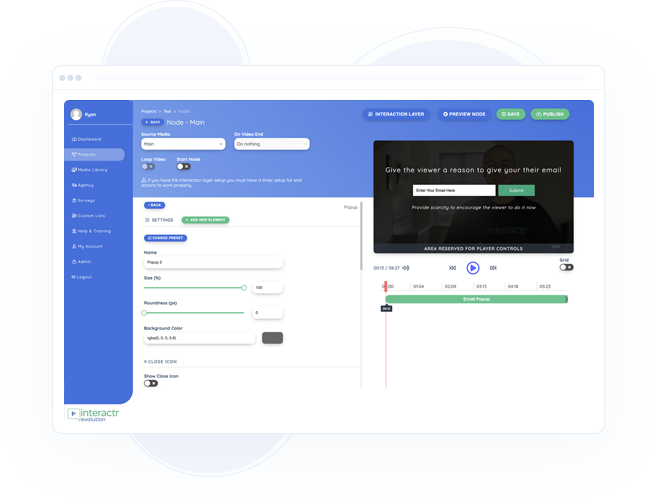 Ryan
Dashboard
Projects
Media Library
Agency
Surveys
Custom Lists
Help & Training
My Account
Admin
Logout
interactr
evolution
Projects > Test > Nodes
BACK
Node - Main
INTERACTION LAYER
PREVIEW NODE
SAVE
PUBLISH
Source Media
On Video End
Main
Do nothing
Loop Video
Start Node
If you have the interaction layer setup you must have a timer setup for end
actions to work properly.
BACK
Popup
SETTINGS
ADD NEW ELEMENT
CHANGE PRESET
Name
Popup 2
Size (%)
100
Roundness (px)
0
Background Color
rgba(0, 0, 0, 0.6)
CLOSE ICON
Show Close Icon
Give the viewer a reason to give your their email
Enter Your Email Here
Submit
Provide scarcity to encourage the viewer to do it now
interactr
AREA RESERVED FOR PLAYER CONTROLS
00:13 / 06:27
Grid
01:04
02:09
03:13
04:18
05:23
Email Popup